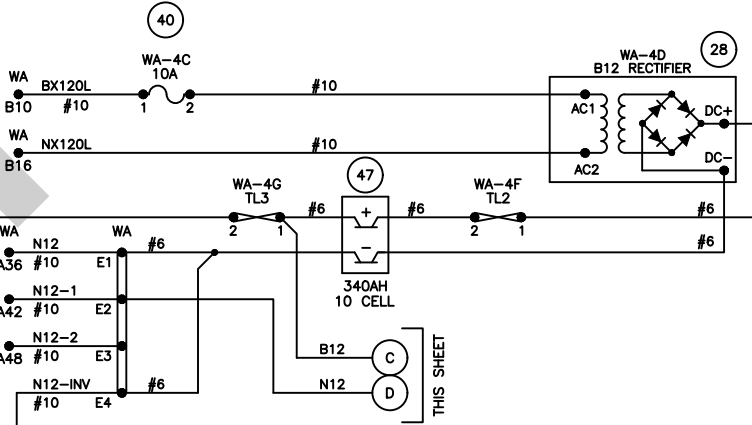 40
WA-4C
10A
WA
BX120L
B10
#10
1
2
#10
WA-4D
B12 RECTIFIER
28
AC1
DC+
WA
NX120L
#10
B16
AC2
DC-
47
WA-4G
TL3
#6
2
1
+
#6
WA-4F
TL2
2
1
#6
WA
N12
WA
#6
A36
#10
E1
-
#6
340AH
10 CELL
N12-1
A42
#10
E2
N12-2
A48
#10
E3
B12
C
THIS SHEET
N12-INV
#10
E4
#6
N12
D